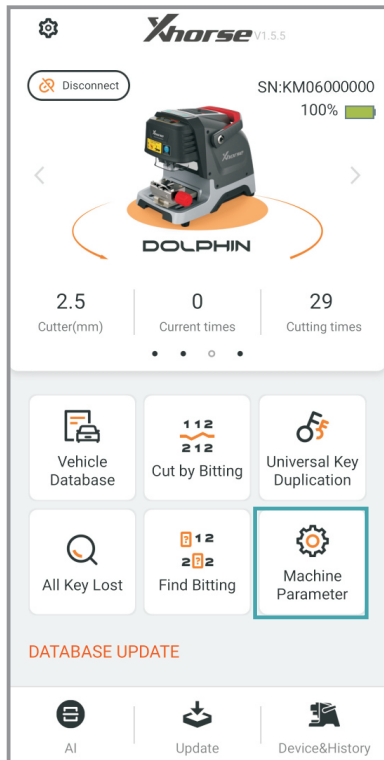 Xhorse V1.5.5
Disconnect
SN:KM06000000
100%
DOLPHIN
2.5
0
29
Cutter(mm)
Current times
Cutting times
112
212
Vehicle
Database
Cut by Bitting
Universal Key
Duplication
?12
2?2
All Key Lost
Find Bitting
Machine
Parameter
DATABASE UPDATE
AI
Update
Device&History